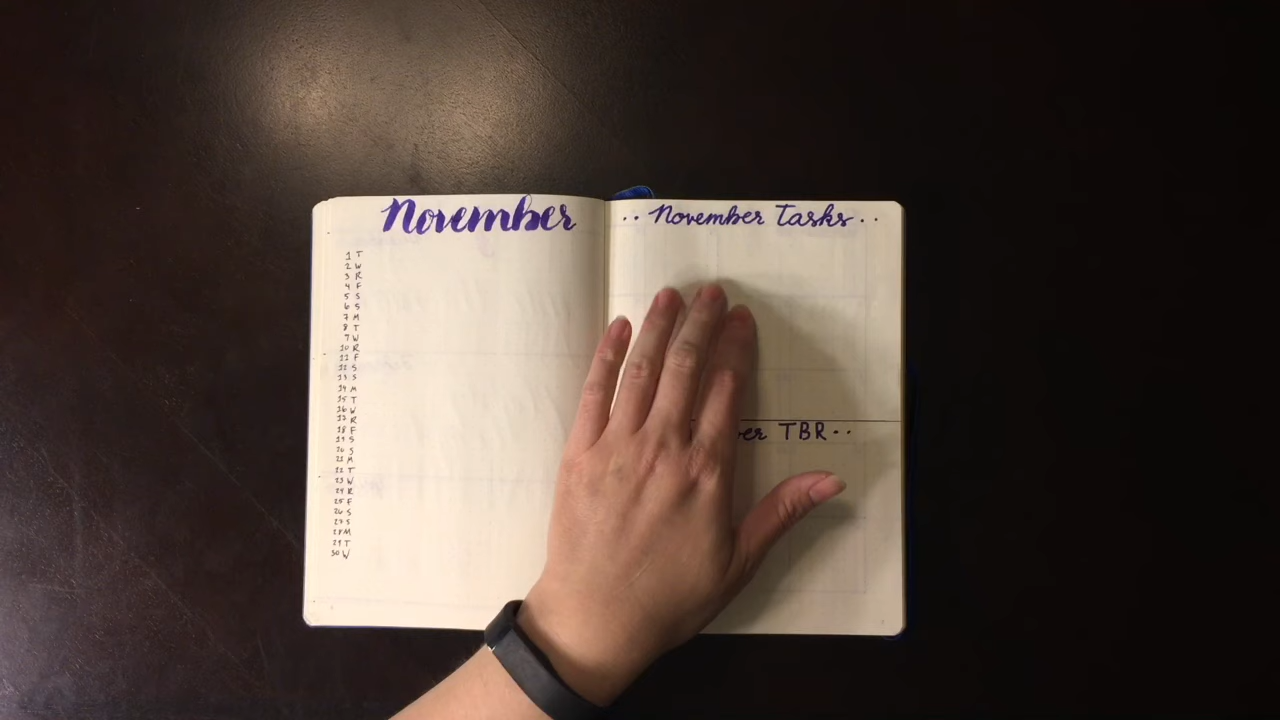 November
1 T
2 W
3 R
4 F
5 S
6 S
7 M
8 T
9 W
10 R
11 F
12 S
13 S
14 M
15 T
16 W
17 R
18 F
19 S
20 S
21 M
22 T
23 W
24 R
25 F
26 S
27 S
28 M
29 T
30 W
·· November Tasks ··
er TBR ··